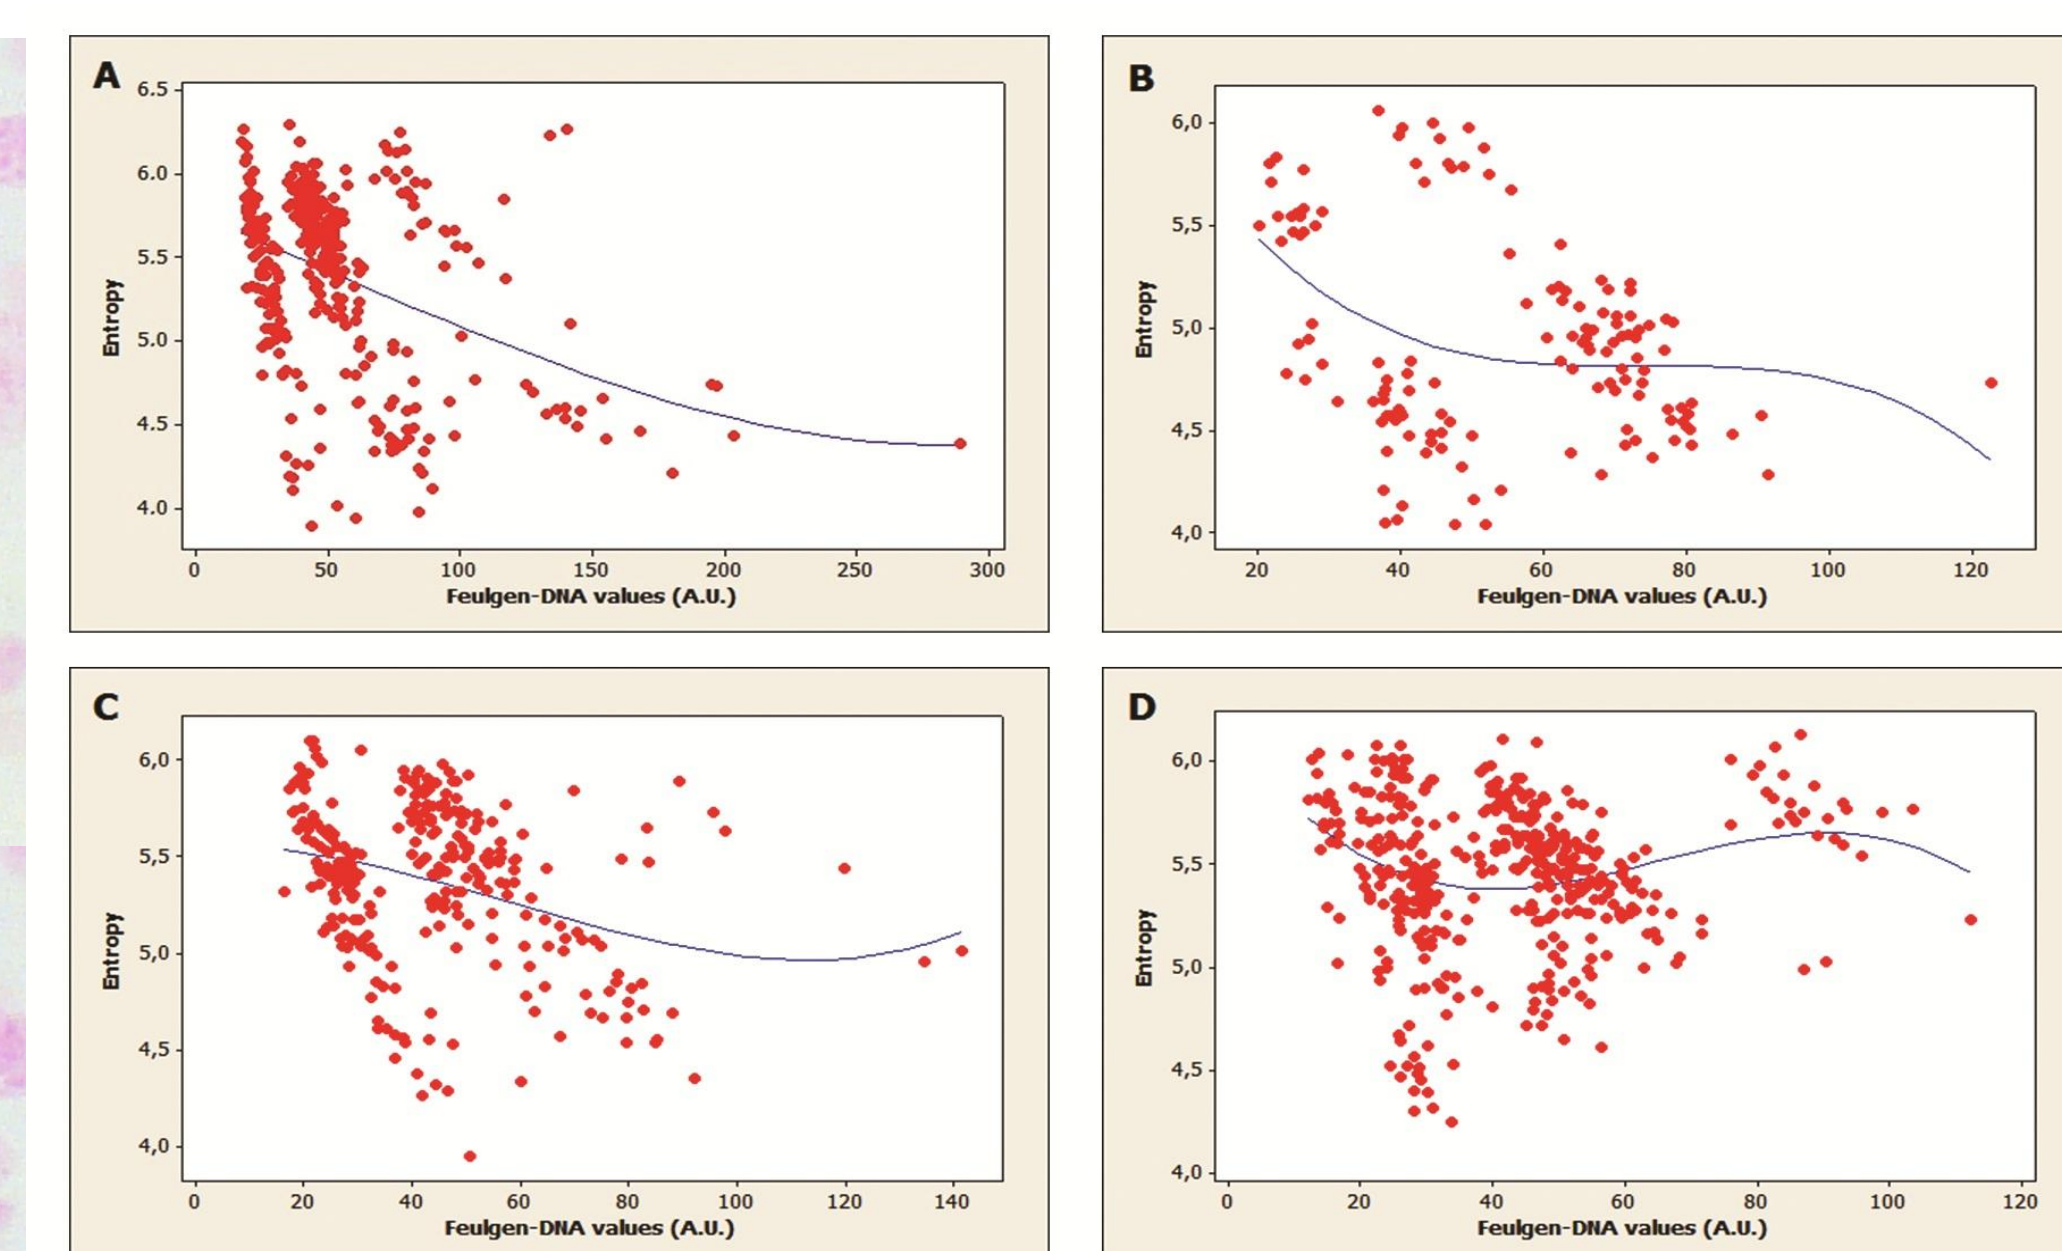 A
6.5
6.0
5.5
5.0
4.5
4.0
Entropy
0 50 100 150 200 250 300
Feulgen-DNA values (A.U.)
B
6,0
5,5
5,0
4,5
4,0
Entropy
20 40 60 80 100 120
Feulgen-DNA values (A.U.)
C
6,0
5,5
5,0
4,5
4,0
Entropy
0 20 40 60 80 100 120 140
Feulgen-DNA values (A.U.)
D
6,0
5,5
5,0
4,5
4,0
Entropy
0 20 40 60 80 100 120
Feulgen-DNA values (A.U.)